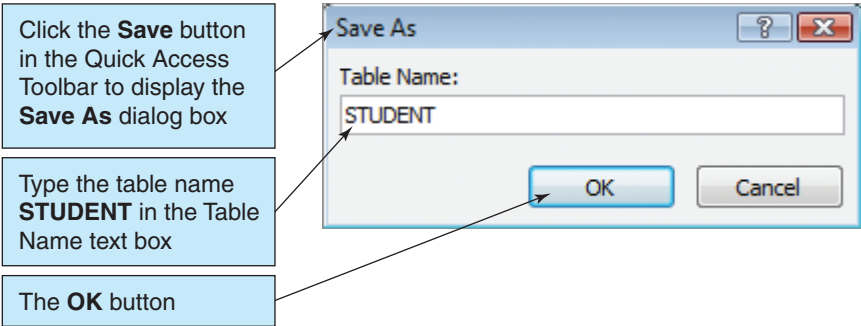 Click the Save button
in the Quick Access
Toolbar to display the
Save As dialog box
Type the table name
STUDENT in the Table
Name text box
The OK button
Save As
?
Table Name:
STUDENT
OK
Cancel